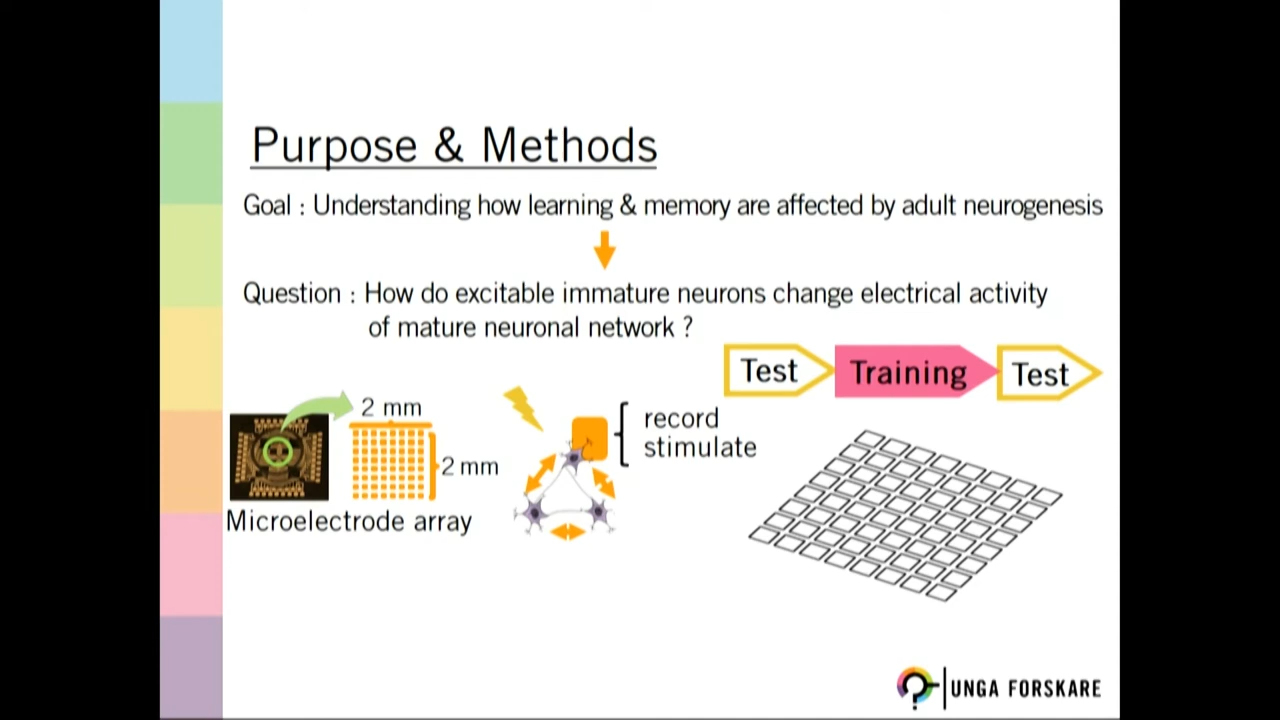 Purpose & Methods
Goal : Understanding how learning & memory are affected by adult neurogenesis
Question : How do excitable immature neurons change electrical activity
of mature neuronal network ?
Test
Training
Test
2 mm
2 mm
record
stimulate
Microelectrode array
UNGA FORSKARE